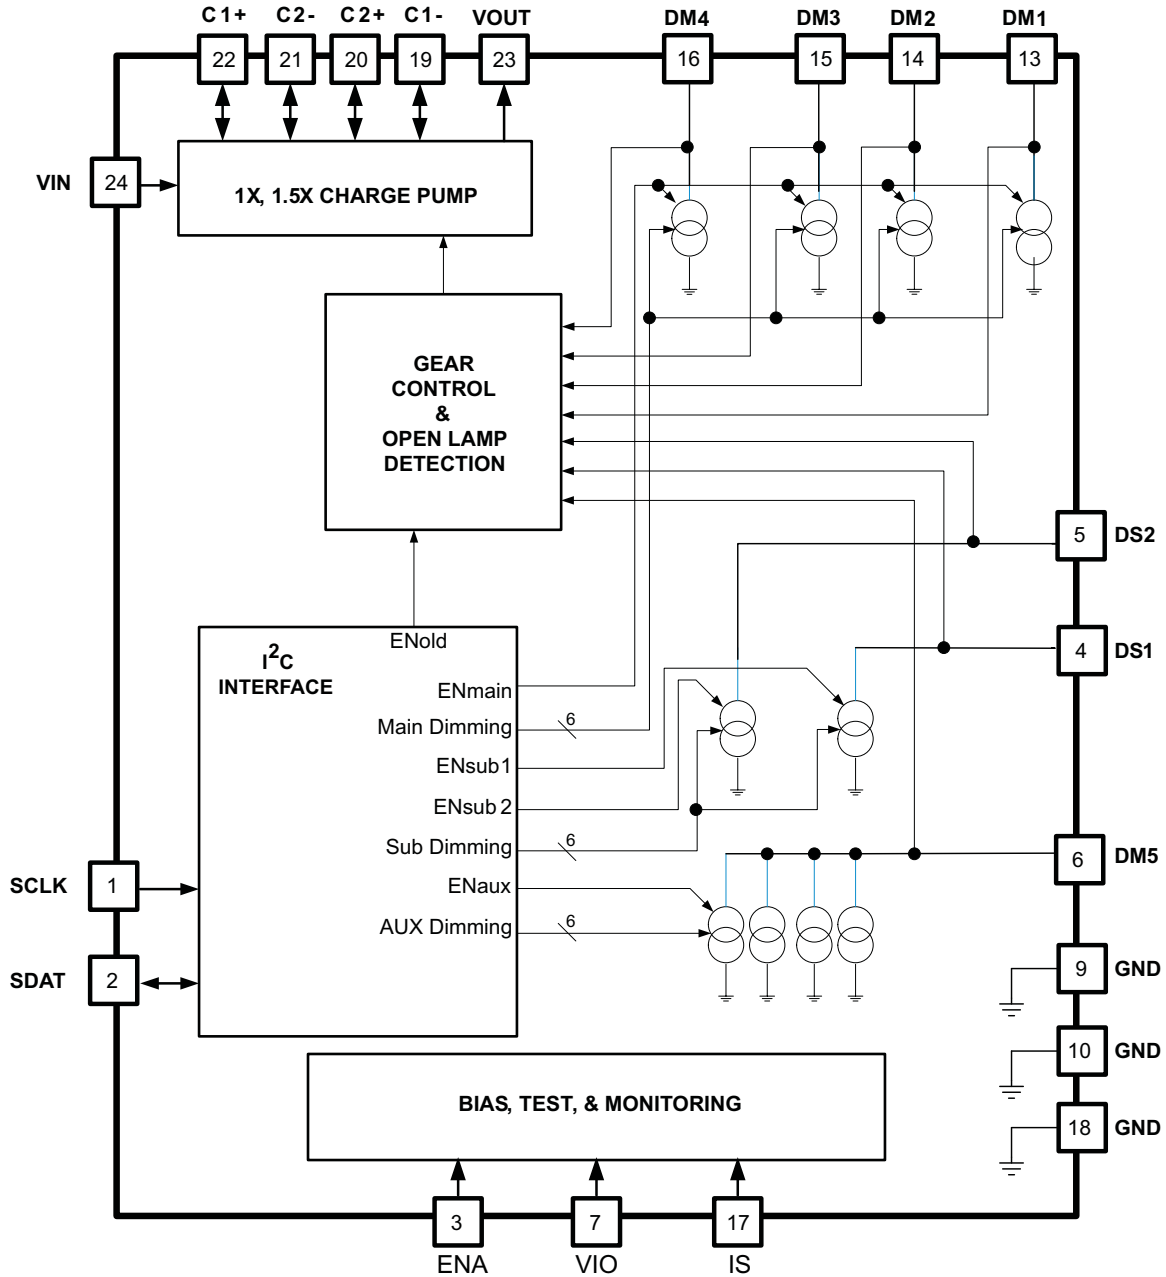 C1+ C2- C2+ C1- VOUT DM4 DM3 DM2 DM1
22 21 20 19 23 16 15 14 13
VIN 24
1X, 1.5X CHARGE PUMP
GEAR
CONTROL
&
OPEN LAMP
DETECTION
5 DS2
4 DS1
ENold
I2C
INTERFACE
ENmain
Main Dimming 6
ENsub1
ENsub 2
Sub Dimming 6
6 DM5
SCLK 1
ENaux
AUX Dimming 6
SDAT 2
9 GND
10 GND
18 GND
BIAS, TEST, & MONITORING
3 7 17
ENA VIO IS